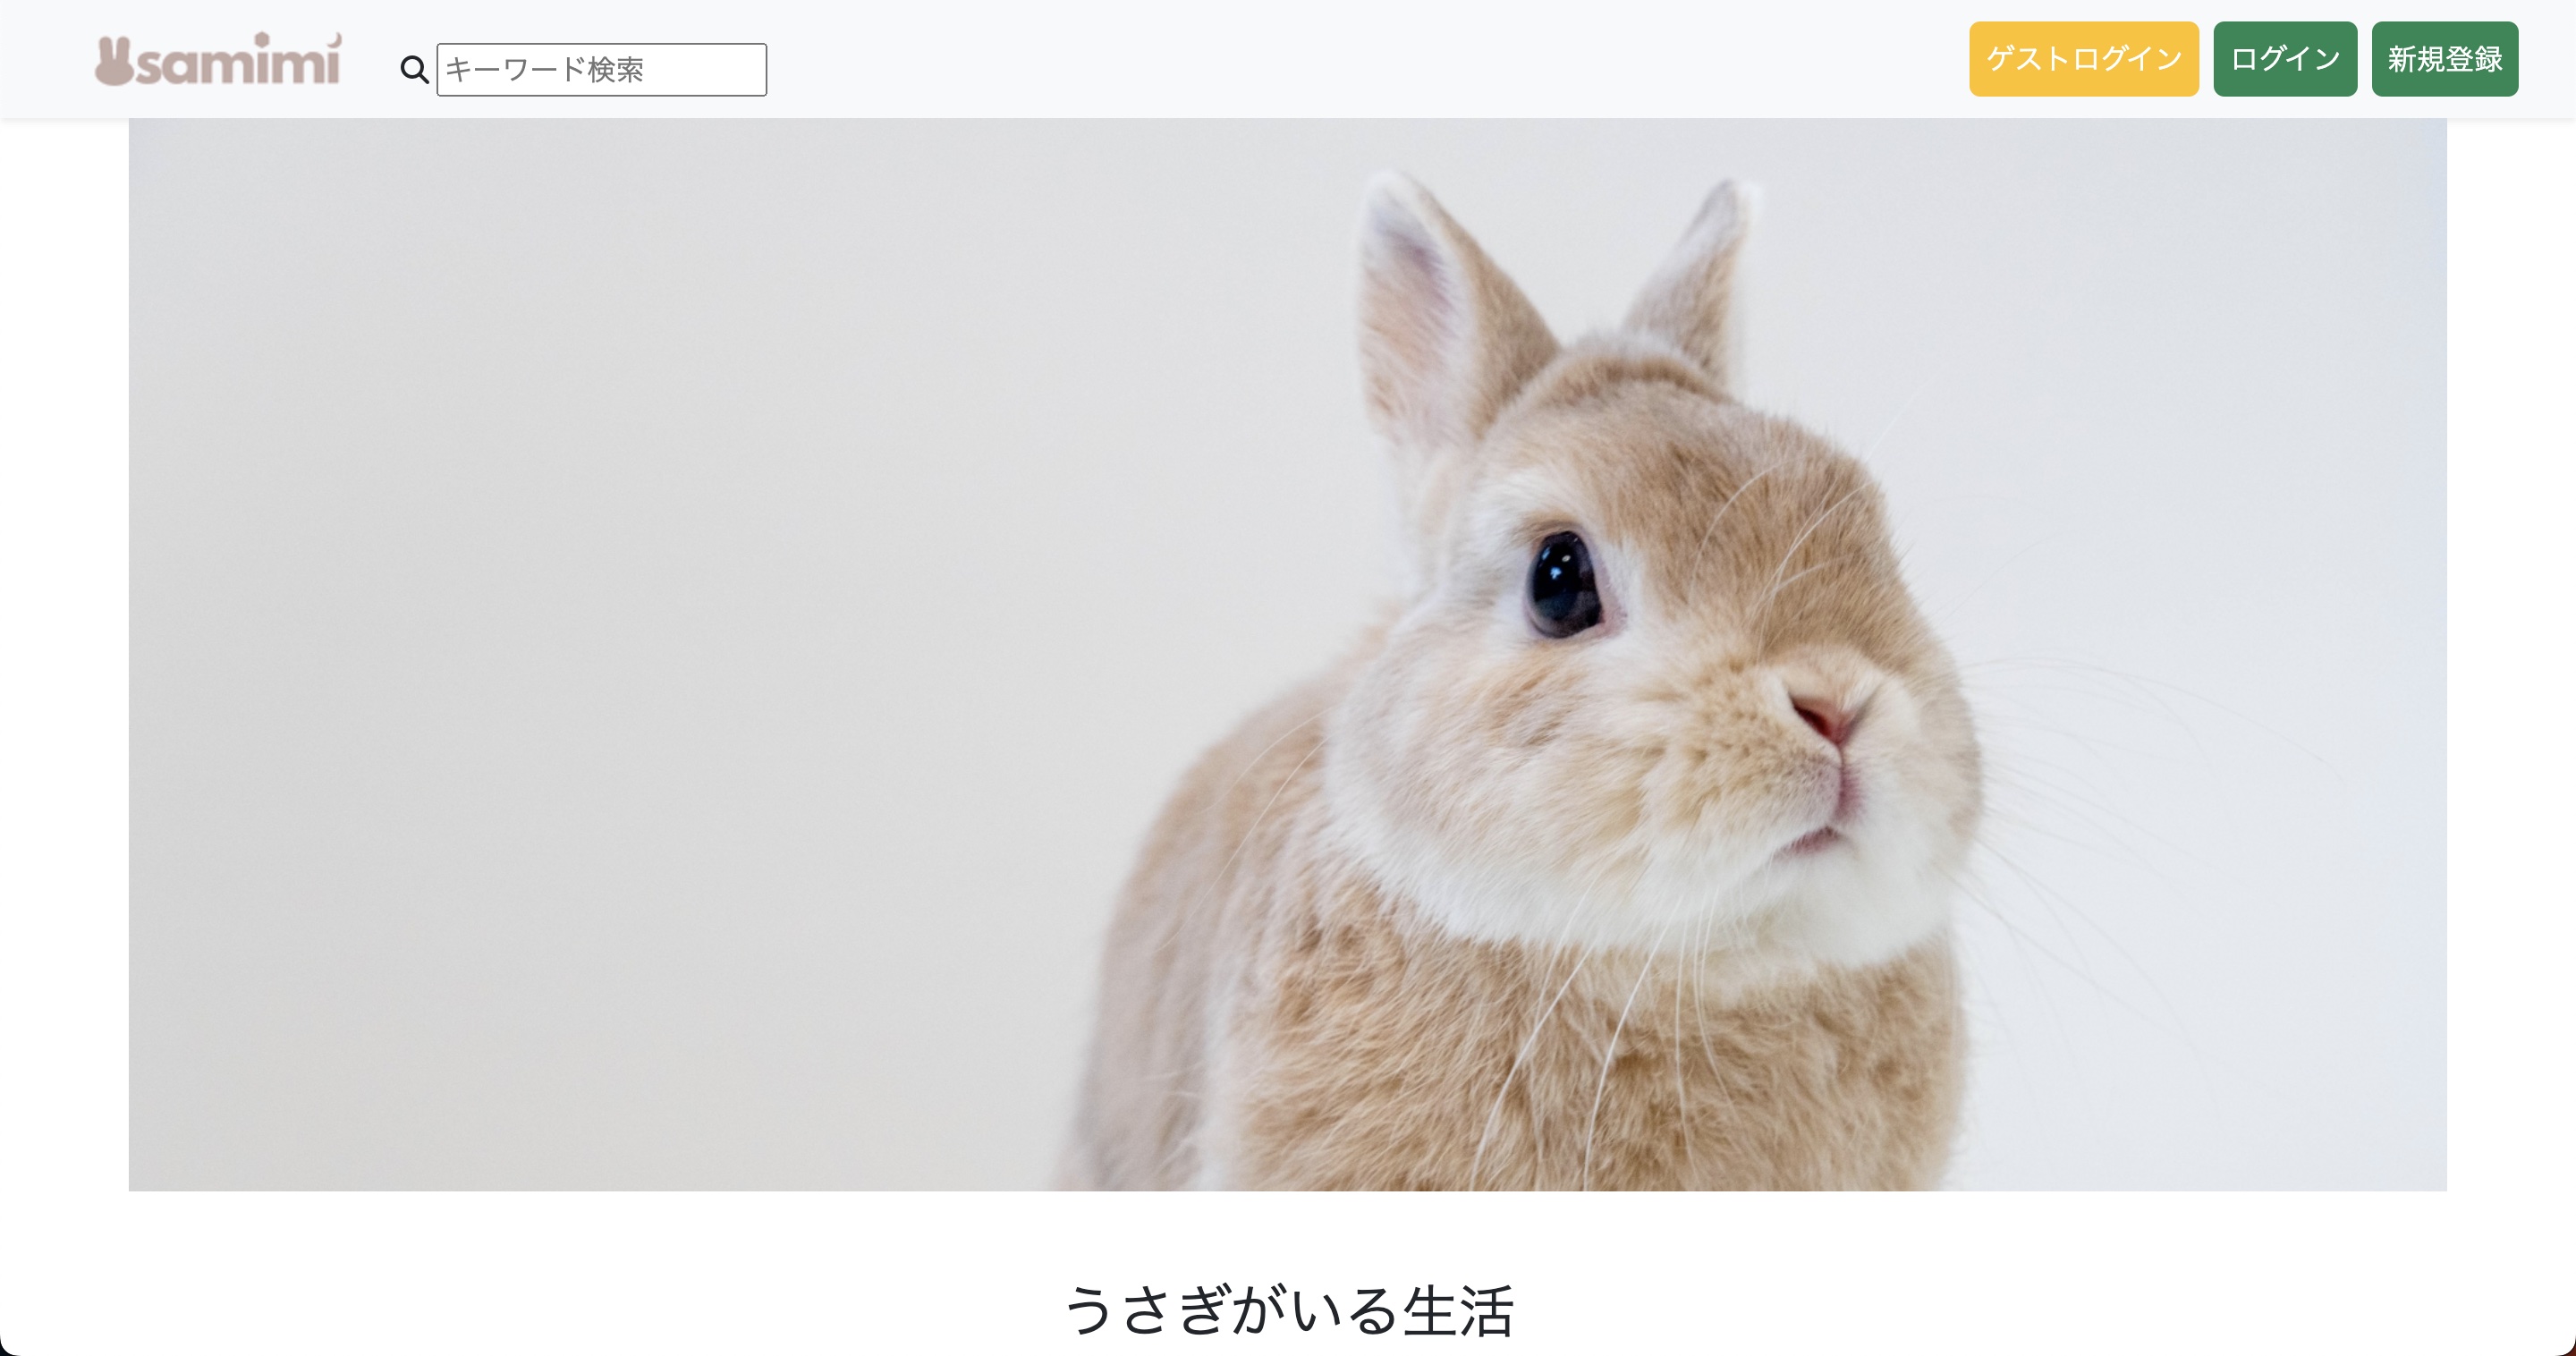 Usamimi
キーワード検索
ゲストログイン
ログイン
新規登録
うさぎがいる生活